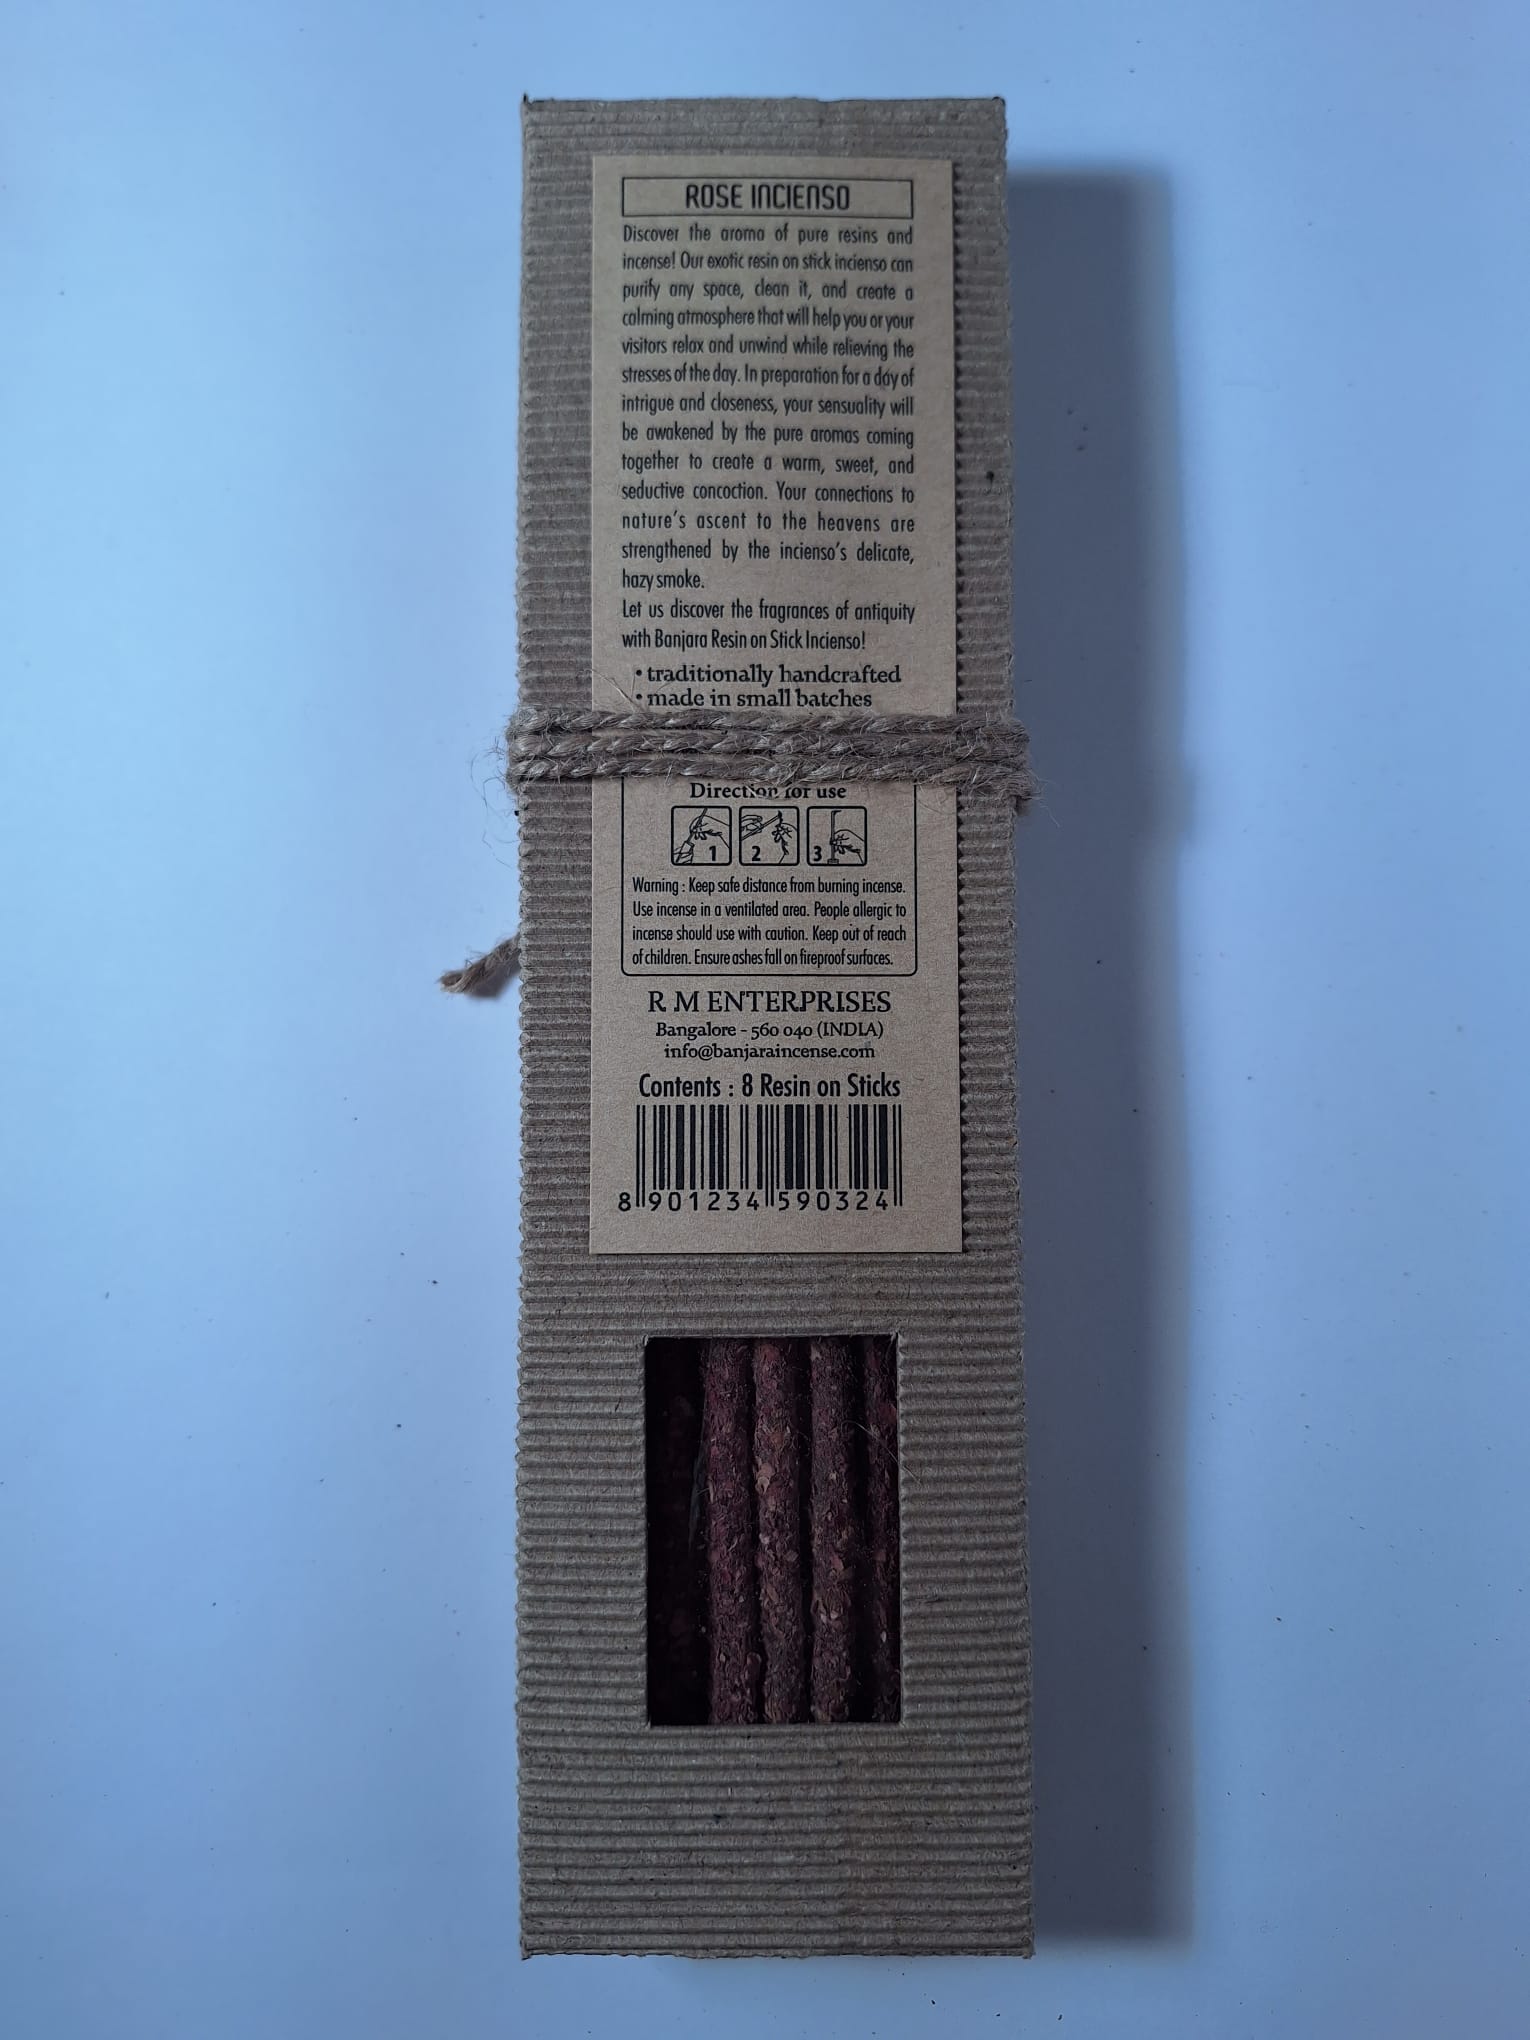 ROSE INCIENSO
Discover the aroma of pure resins and
incense! Our exotic resin on stick incienso can
purify any space, clean it, and create a
calming atmosphere that will help you or your
visitors relax and unwind while relieving the
stresses of the day. In preparation for a day of
intrigue and closeness, your sensuality will
be awakened by the pure aromas coming
together to create a warm, sweet, and
seductive concoction. Your connections to
nature's ascent to the heavens are
strengthened by the incienso's delicate,
hazy smoke.
Let us discover the fragrances of antiquity
with Banjara Resin on Stick Incienso!
• traditionally handcrafted
• made in small batches
Direction for use
1 2 3
Warning : Keep safe distance from burning incense.
Use incense in a ventilated area. People allergic to
incense should use with caution. Keep out of reach
of children. Ensure ashes fall on fireproof surfaces.
R M ENTERPRISES
Bangalore - 560 040 (INDIA)
info@banjaraincense.com
Contents : 8 Resin on Sticks
8 901234 590324